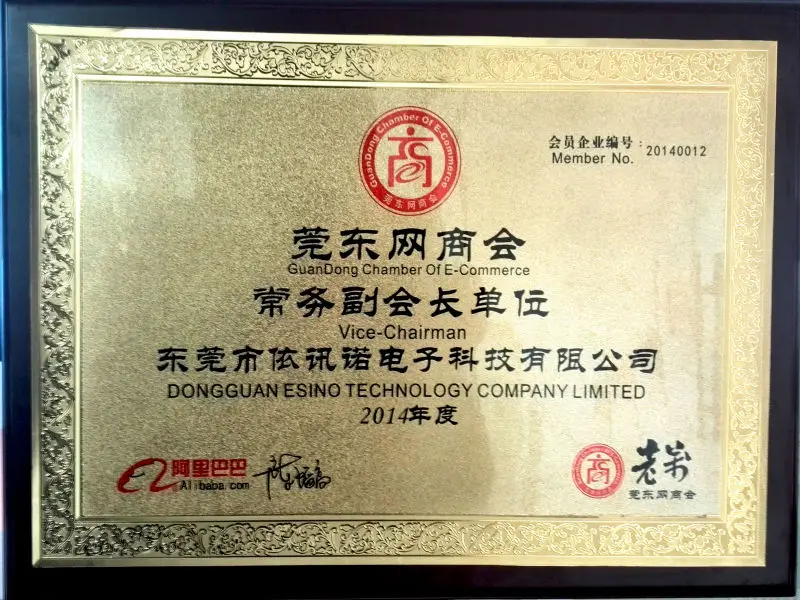 GuanDong Chamber Of E-Commerce
商
莞东网商会
会员企业编号：20140012
Member No.
莞东网商会
GuanDong Chamber Of E-Commerce
常务副会长单位
Vice-Chairman
东莞市依讯诺电子科技有限公司
DONGGUAN ESINO TECHNOLOGY COMPANY LIMITED
2014年度
阿里巴巴
Alibaba.com
商
莞东网商会